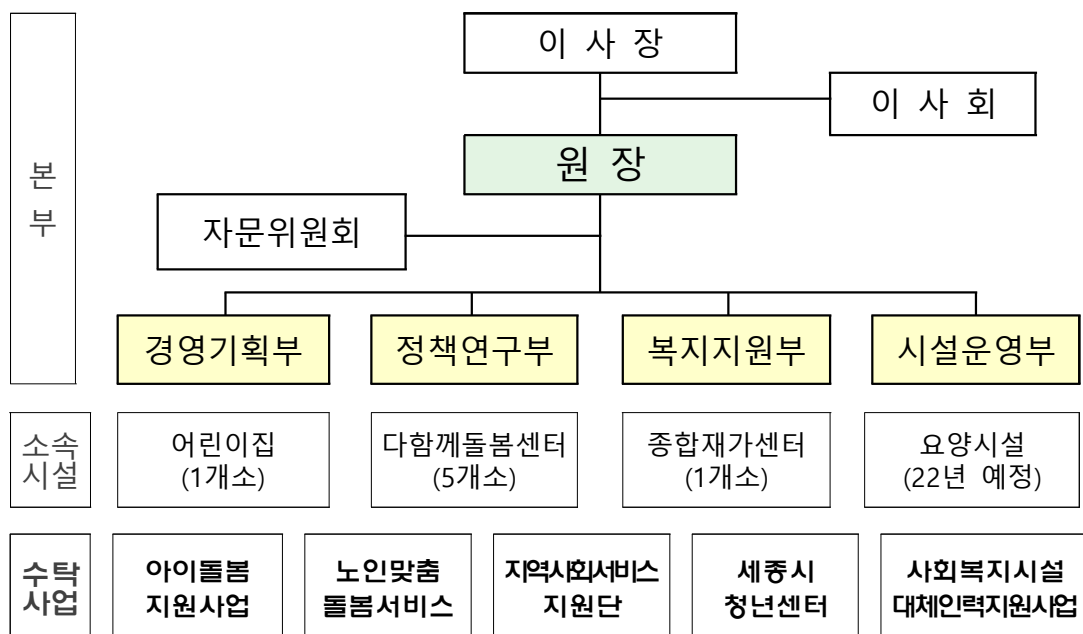 이 사 장
이 사 회
원 장
본
부
자문위원회
경영기획부 정책연구부 복지지원부 시설운영부
소속
시설
어린이집
(1개소)
다함께돌봄센터
(5개소)
종합재가센터
(1개소)
요양시설
(22년 예정)
수탁
사업
아이돌봄
지원사업
노인맞춤
돌봄서비스
지역사회서비스
지원단
세종시
청년센터
사회복지시설
대체인력지원사업